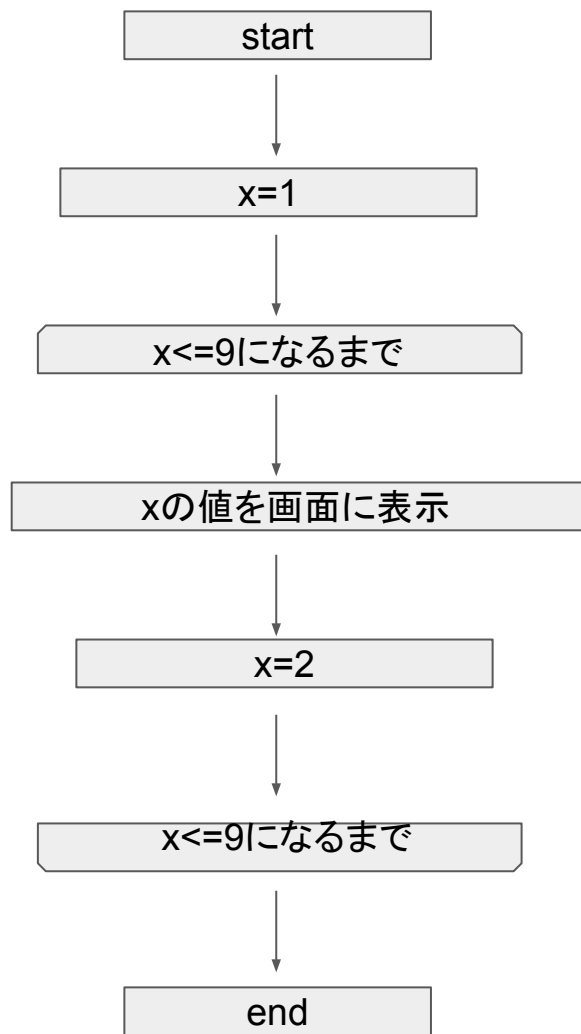 start
x=1
x<=9になるまで
xの値を画面に表示
x=2
x<=9になるまで
end